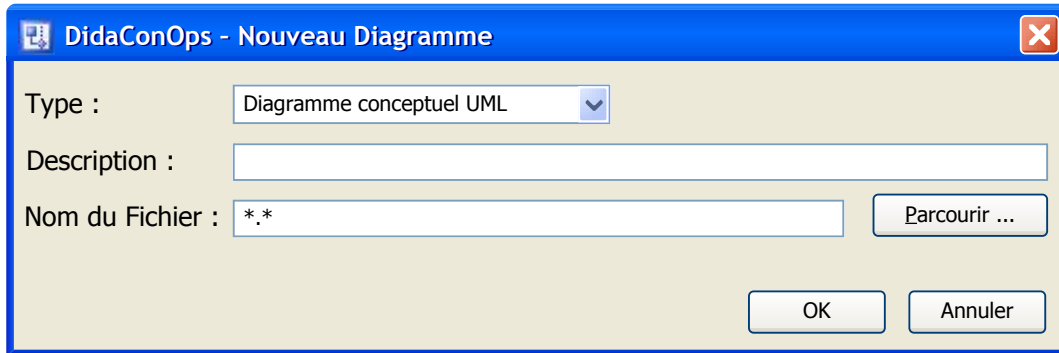 DidaConOps – Nouveau Diagramme
Type : Diagramme conceptuel UML
Description :
Nom du Fichier : *.* Parcourir ...
OK Annuler